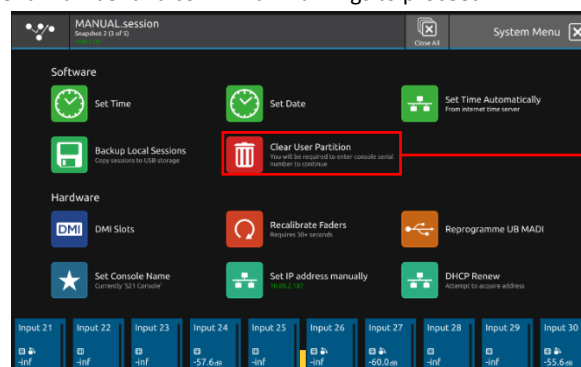 MANUAL.session
Snapshot 2 (3 of 5)
Close All
System Menu
Software
Set Time
Set Date
Set Time Automatically
From internet time server
Backup Local Sessions
Copy sessions to USB storage
Clear User Partition
You will be required to enter console serial
number to continue
Hardware
DMI
DMI Slots
Recalibrate Faders
Requires 30+ seconds
Reprogramme UB MADI
Set Console Name
Currently 'S21 Console'
Set IP address manually
10.80.2.187
DHCP Renew
Attempt to acquire address
Input 21
Input 22
Input 23
Input 24
Input 25
Input 26
Input 27
Input 28
Input 29
Input 30
-inf
-inf
-inf
-57.6dB
-inf
-inf
-60.0dB
-inf
-inf
-55.6dB